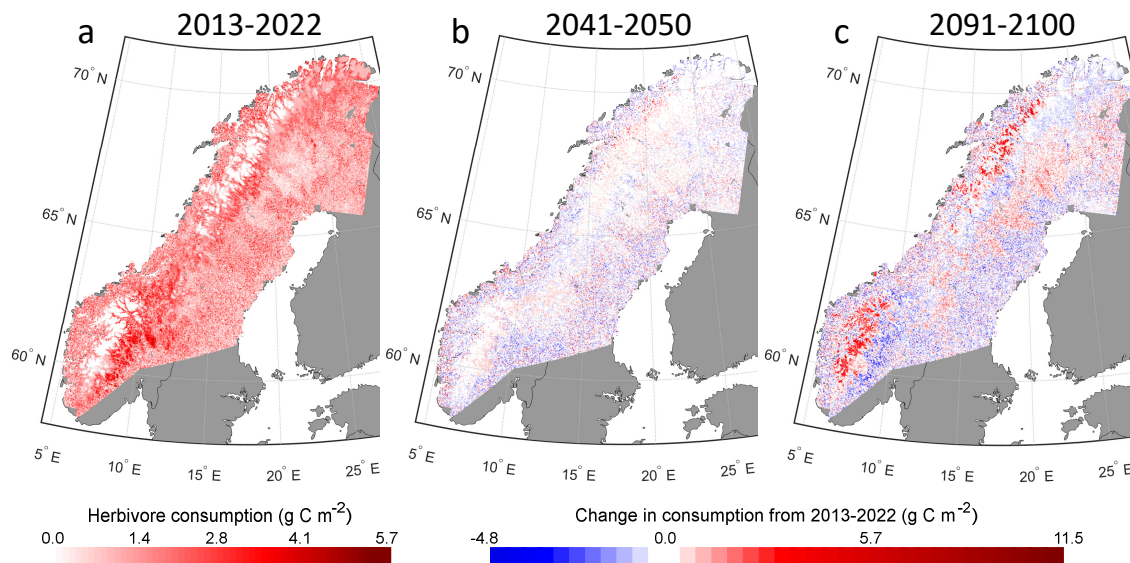 a 2013-2022
b 2041-2050
c 2091-2100
70° N
65° N
60° N
5° E
10° E
15° E
20° E
25° E
70° N
65° N
60° N
5° E
10° E
15° E
20° E
25° E
70° N
65° N
60° N
5° E
10° E
15° E
20° E
25° E
Herbivore consumption (g C m⁻²)
0.0 1.4 2.8 4.1 5.7
Change in consumption from 2013-2022 (g C m⁻²)
-4.8 0.0 5.7 11.5